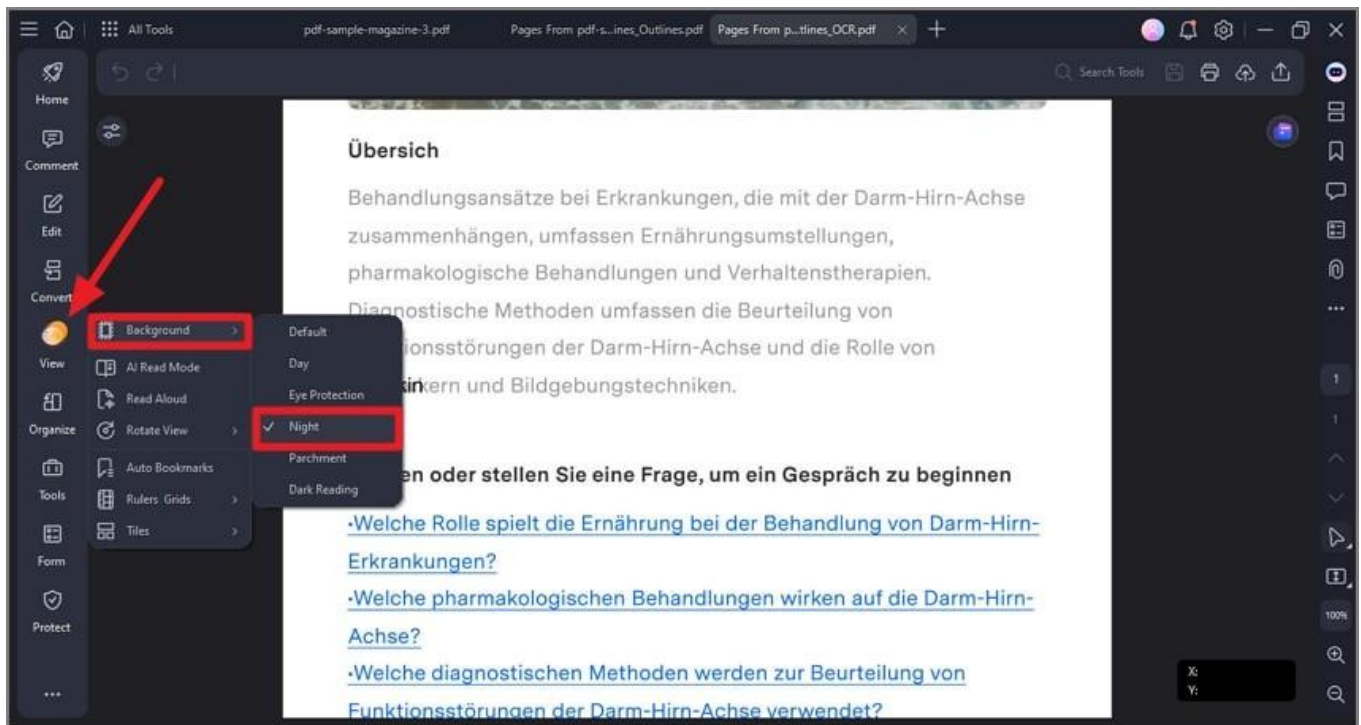 All Tools
pdf-sample-magazine-3.pdf
Pages From pdf-s...ines_Outlines.pdf
Pages From p...tlines_OCR.pdf
Search Tools
Home
Comment
Edit
Convert
View
Organize
Tools
Form
Protect
Background
AI Read Mode
Read Aloud
Rotate View
Auto Bookmarks
Rulers Grids
Tiles
Default
Day
Eye Protection
Night
Parchment
Dark Reading
Übersich
Behandlungsansätze bei Erkrankungen, die mit der Darm-Hirn-Achse
zusammenhängen, umfassen Ernährungsumstellungen,
pharmakologische Behandlungen und Verhaltenstherapien.
Diagnostische Methoden umfassen die Beurteilung von
ionsstörungen der Darm-Hirn-Achse und die Rolle von
kern und Bildgebungstechniken.
en oder stellen Sie eine Frage, um ein Gespräch zu beginnen
·Welche Rolle spielt die Ernährung bei der Behandlung von Darm-Hirn-
Erkrankungen?
·Welche pharmakologischen Behandlungen wirken auf die Darm-Hirn-
Achse?
·Welche diagnostischen Methoden werden zur Beurteilung von
Funktionsstörungen der Darm-Hirn-Achse verwendet?
1
1
100%
X:
Y: